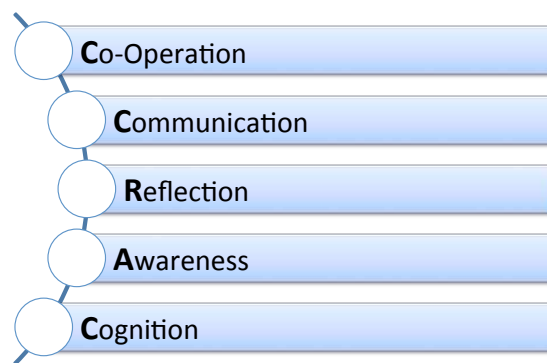 Co-Operation
Communication
Reflection
Awareness
Cognition